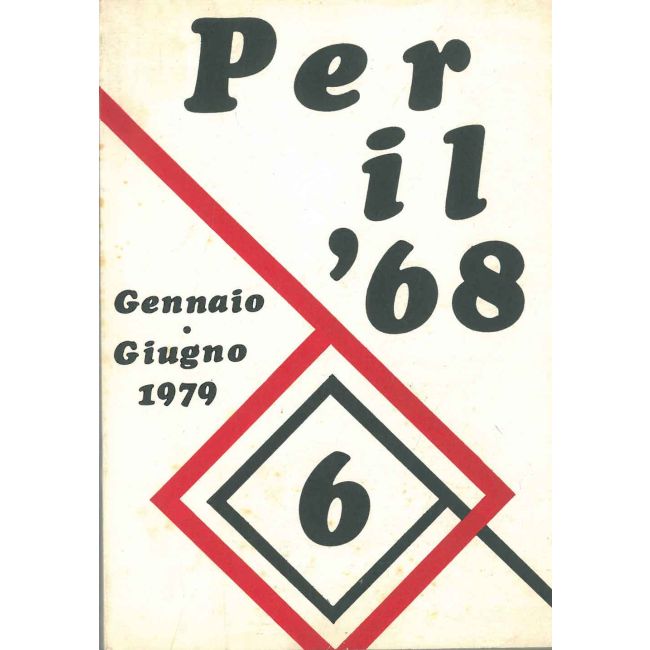 Per
il
'68
Gennaio
·
Giugno
1979
6